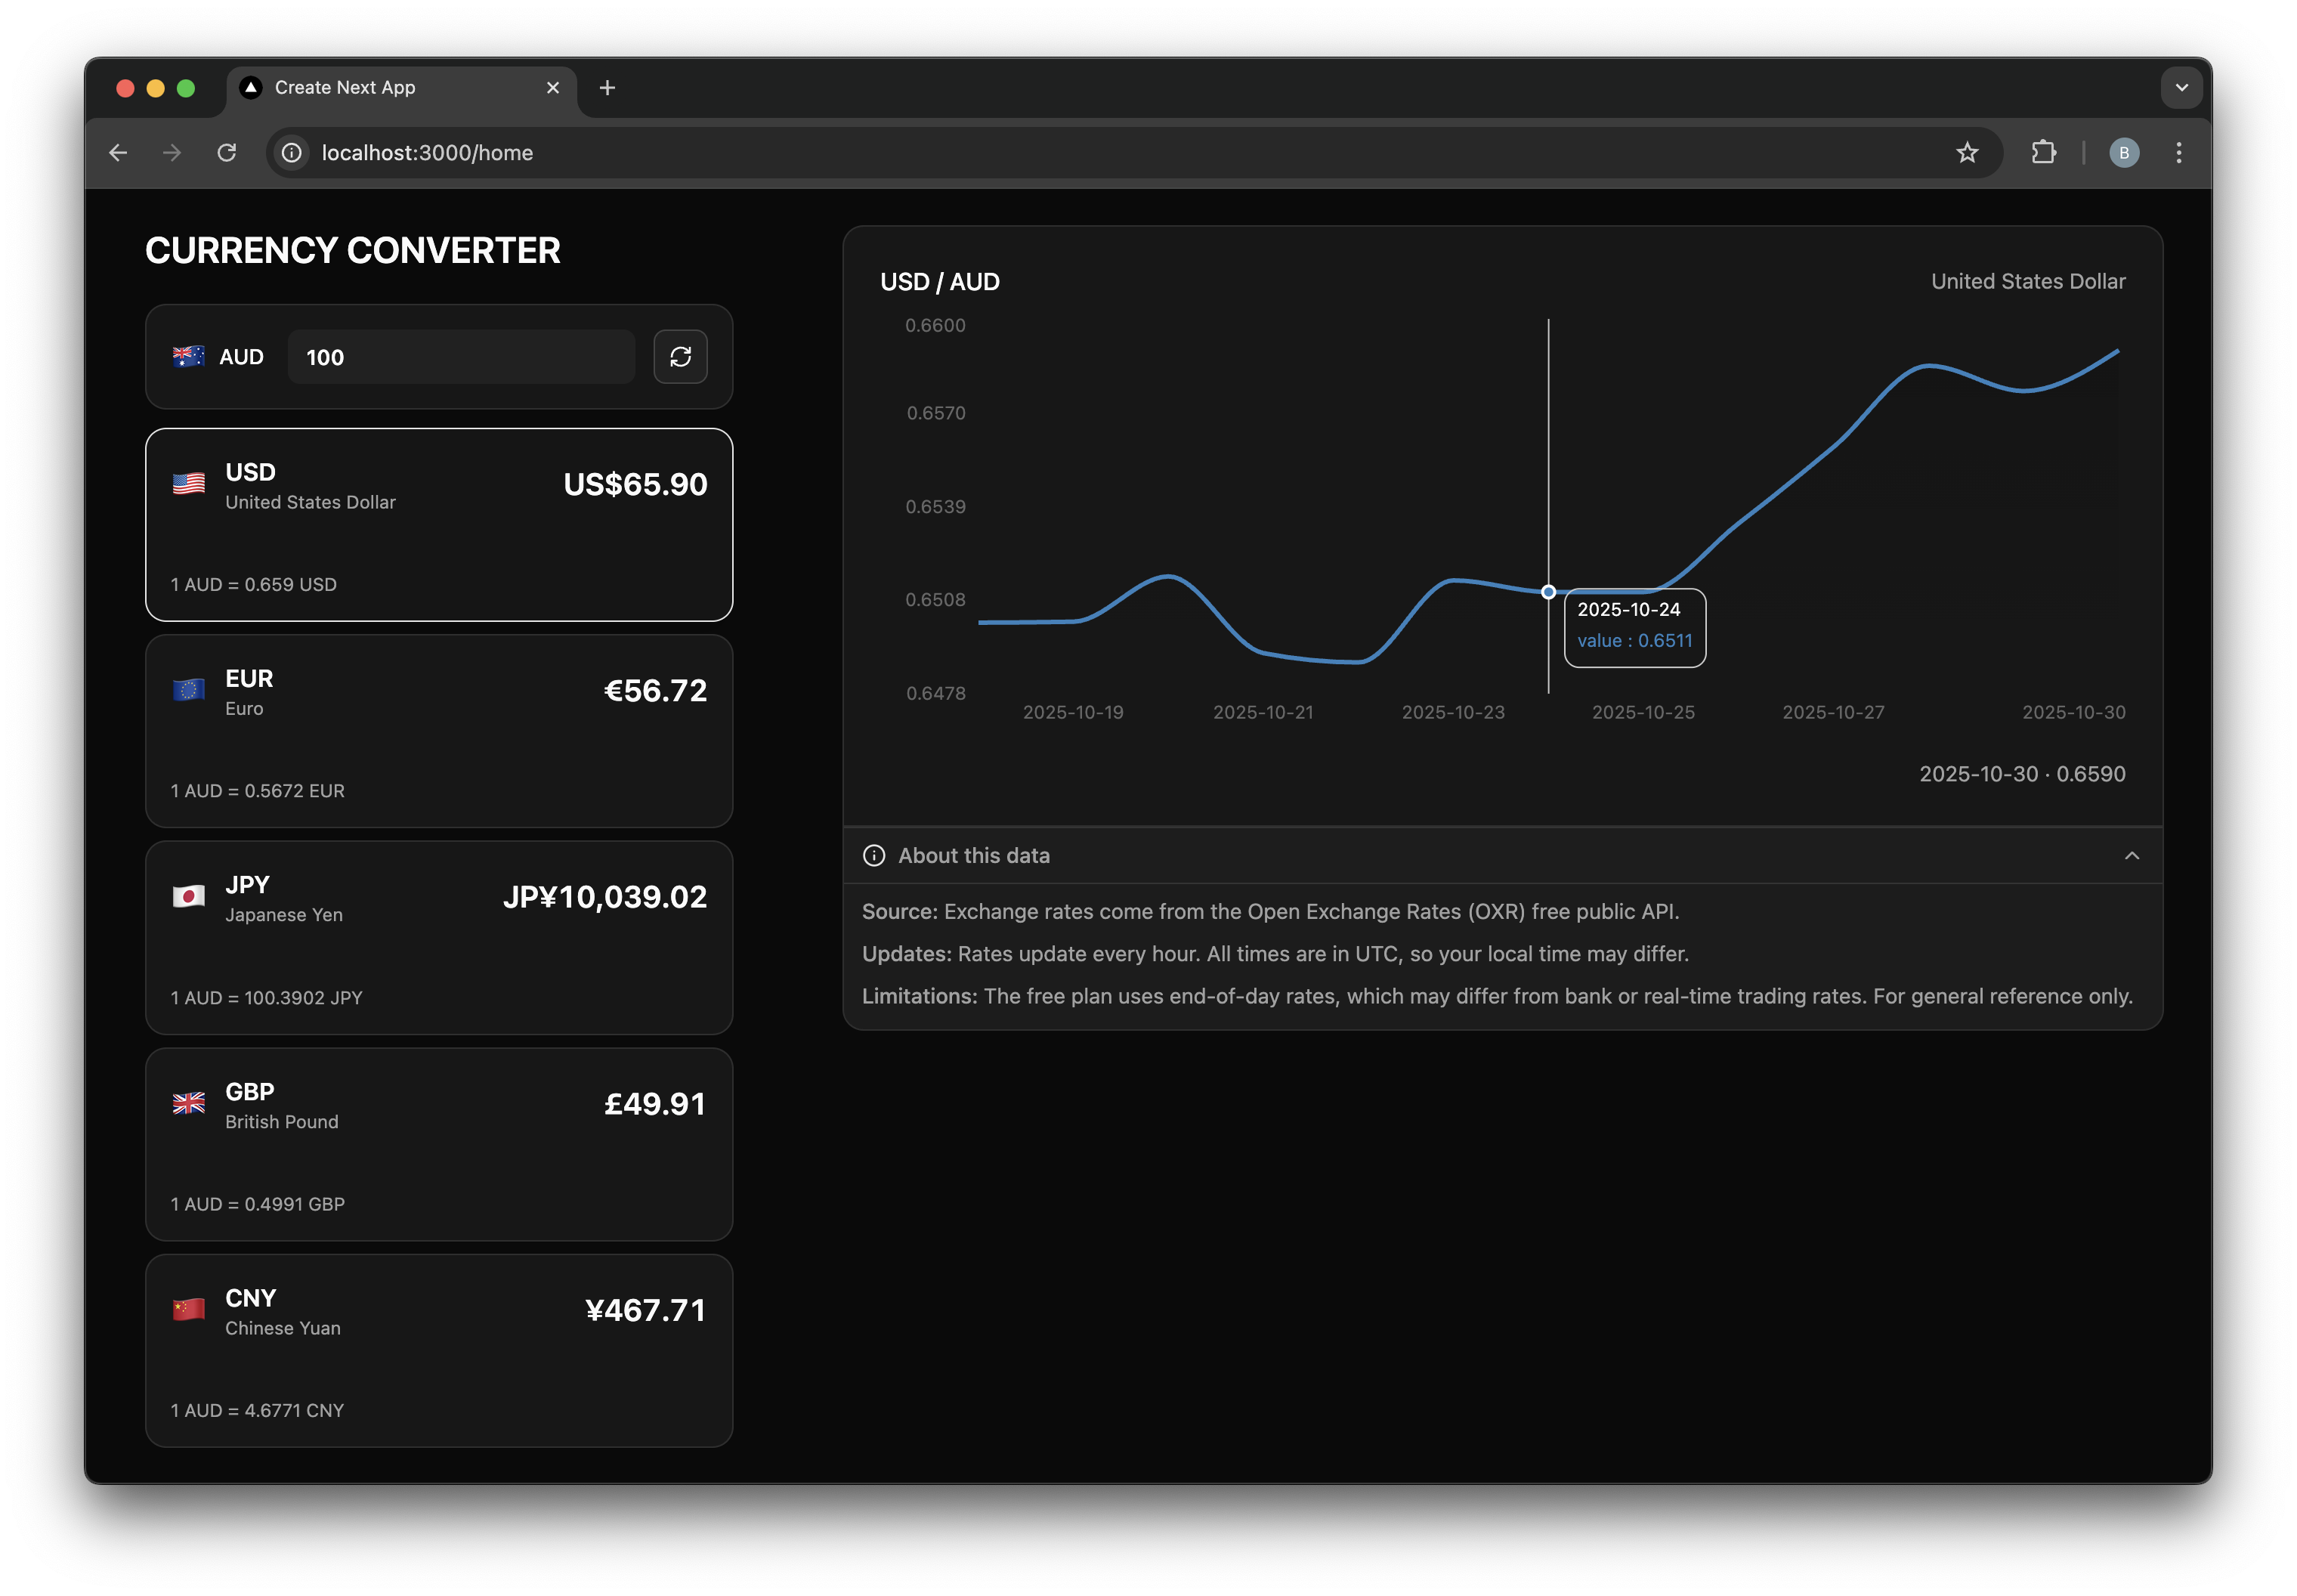 Create Next App
localhost:3000/home
B
CURRENCY CONVERTER
AUD
100
USD
United States Dollar
US$65.90
1 AUD = 0.659 USD
EUR
Euro
€56.72
1 AUD = 0.5672 EUR
JPY
Japanese Yen
JP¥10,039.02
1 AUD = 100.3902 JPY
GBP
British Pound
£49.91
1 AUD = 0.4991 GBP
CNY
Chinese Yuan
¥467.71
1 AUD = 4.6771 CNY
USD / AUD
United States Dollar
0.6600
0.6570
0.6539
0.6508
0.6478
2025-10-24
value : 0.6511
2025-10-19
2025-10-21
2025-10-23
2025-10-25
2025-10-27
2025-10-30
2025-10-30 · 0.6590
About this data
Source: Exchange rates come from the Open Exchange Rates (OXR) free public API.
Updates: Rates update every hour. All times are in UTC, so your local time may differ.
Limitations: The free plan uses end-of-day rates, which may differ from bank or real-time trading rates. For general reference only.